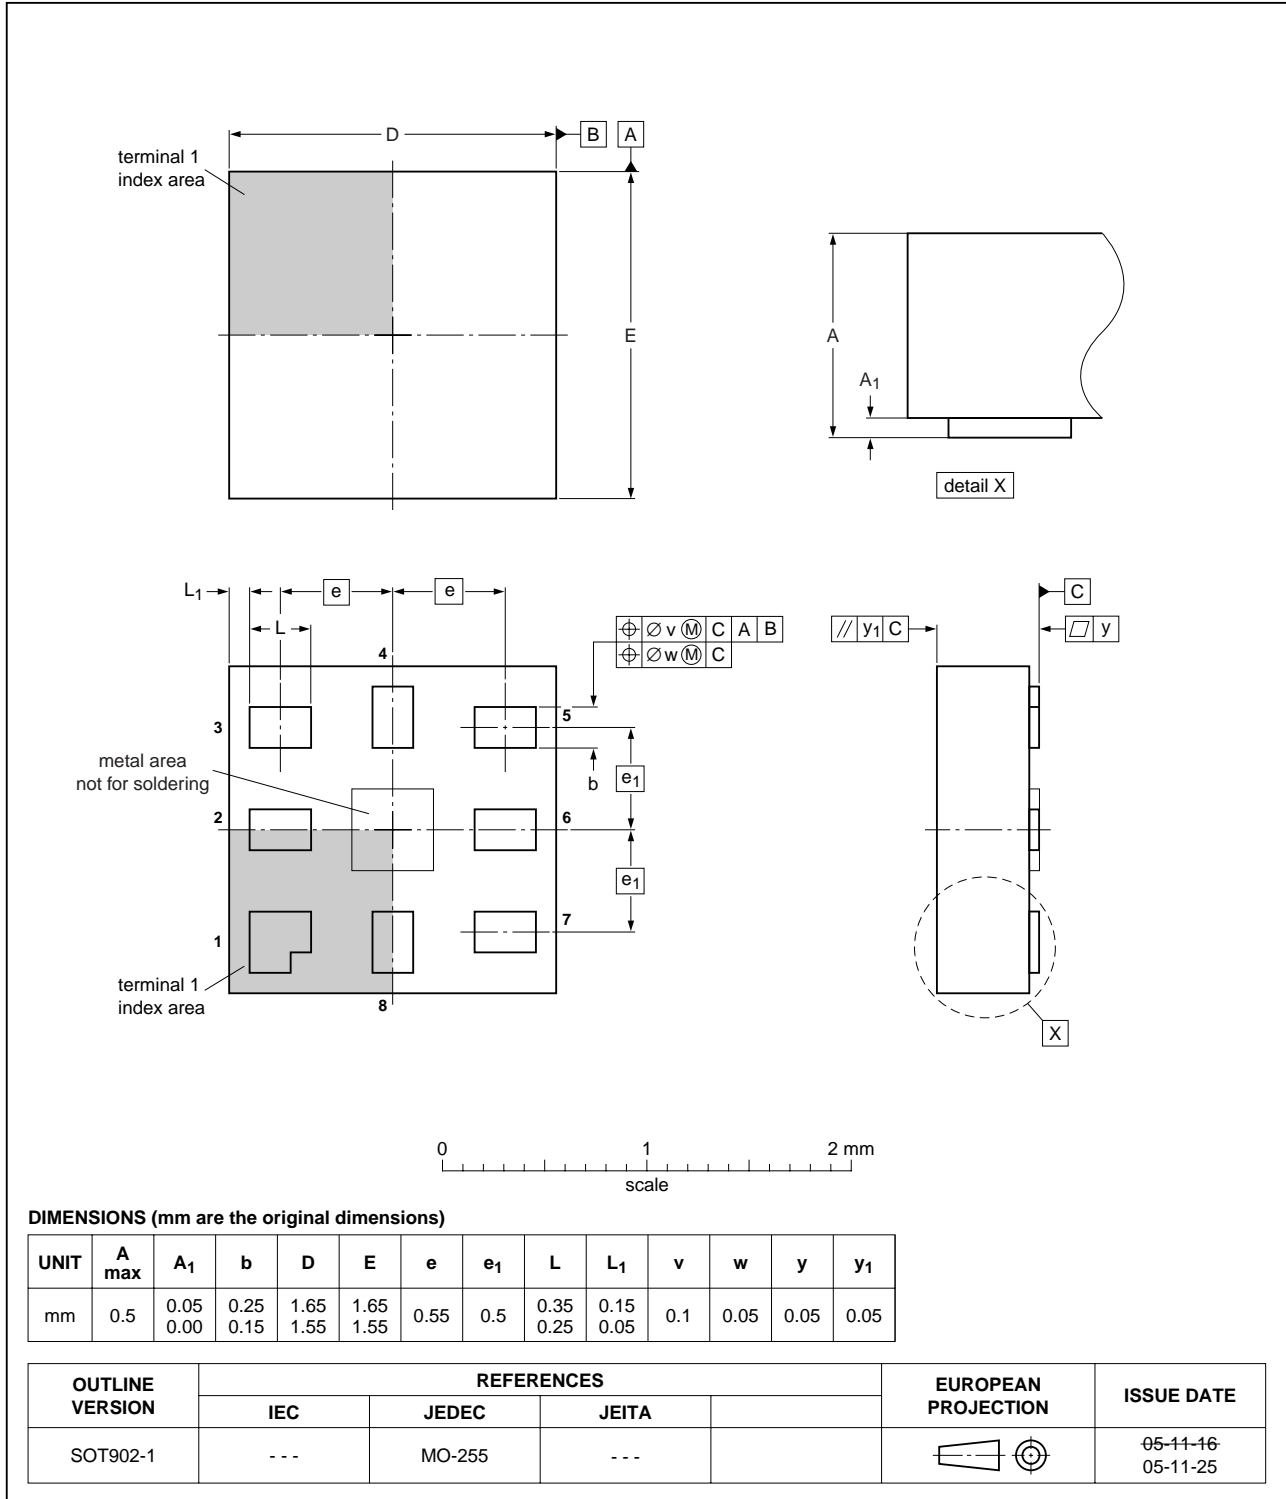 D
B
A
terminal 1
index area
E
A
A1
detail X
L1
e
e
L
4
⌖ ⌀ v Ⓜ C A B
⌖ ⌀ w Ⓜ C
// y1 C
C
▱ y
3
5
metal area
not for soldering
b
e1
2
6
e1
1
7
terminal 1
index area
8
X
0 1 2 mm
scale
DIMENSIONS (mm are the original dimensions)
UNIT A max A1 b D E e e1 L L1 v w y y1
mm 0.5 0.05 0.00 0.25 0.15 1.65 1.55 1.65 1.55 0.55 0.5 0.35 0.25 0.15 0.05 0.1 0.05 0.05 0.05
OUTLINE VERSION REFERENCES EUROPEAN PROJECTION ISSUE DATE
IEC JEDEC JEITA
SOT902-1 - - - MO-255 - - - 05-11-16
05-11-25